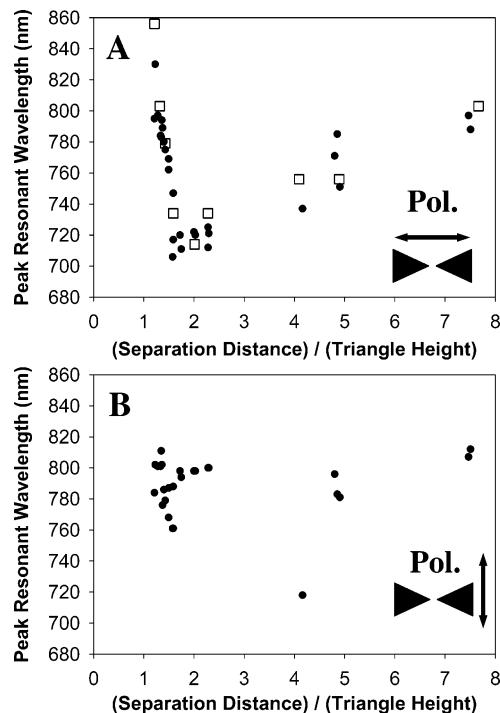 860
840
820
800
780
760
740
720
700
680
Peak Resonant Wavelength (nm)
A
Pol.
0 1 2 3 4 5 6 7 8
(Separation Distance) / (Triangle Height)
860
840
820
800
780
760
740
720
700
680
660
640
Peak Resonant Wavelength (nm)
B
Pol.
0 1 2 3 4 5 6 7 8
(Separation Distance) / (Triangle Height)